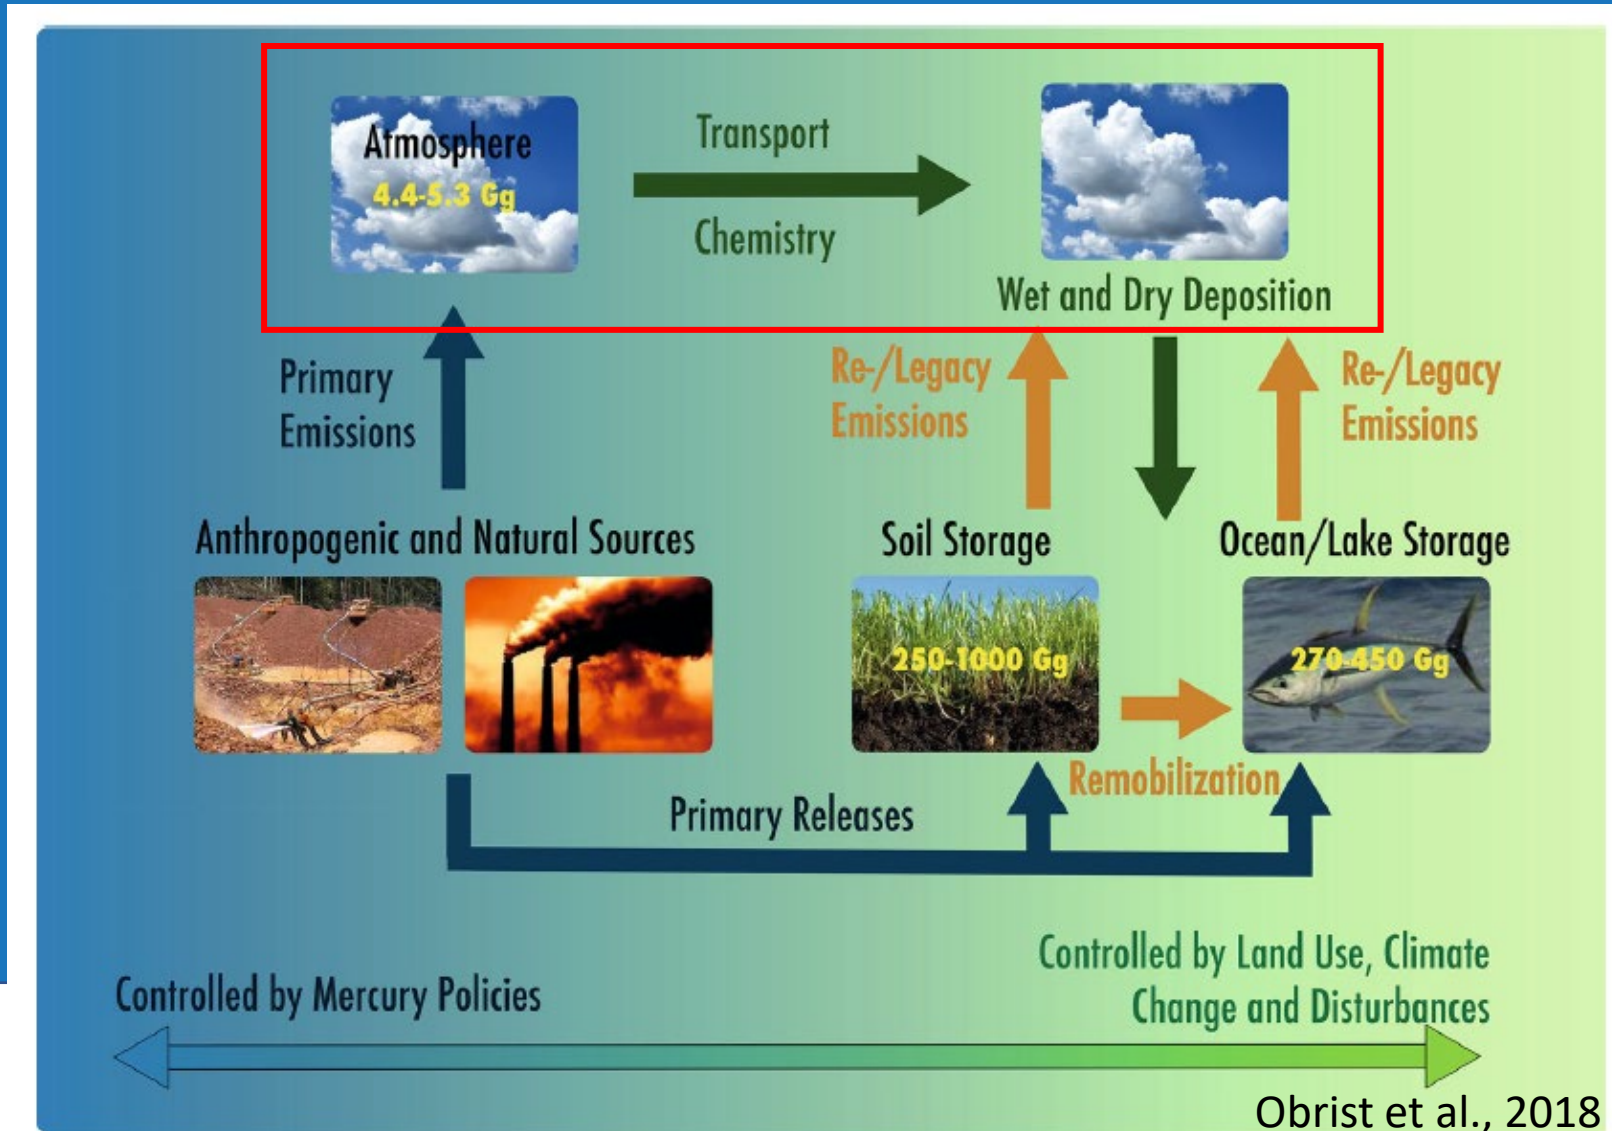 Atmosphere
4.4-5.3 Gg
Transport
Chemistry
Wet and Dry Deposition
Primary
Emissions
Re-/Legacy
Emissions
Re-/Legacy
Emissions
Anthropogenic and Natural Sources
Soil Storage
Ocean/Lake Storage
250-1000 Gg
270-450 Gg
Remobilization
Primary Releases
Controlled by Mercury Policies
Controlled by Land Use, Climate
Change and Disturbances
Obrist et al., 2018